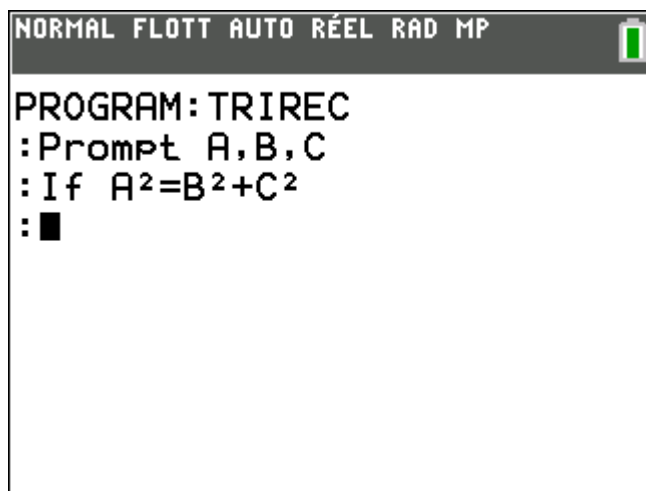 NORMAL FLOTT AUTO RÉEL RAD MP
PROGRAM:TRIREC
:Prompt A,B,C
:If A²=B²+C²
: